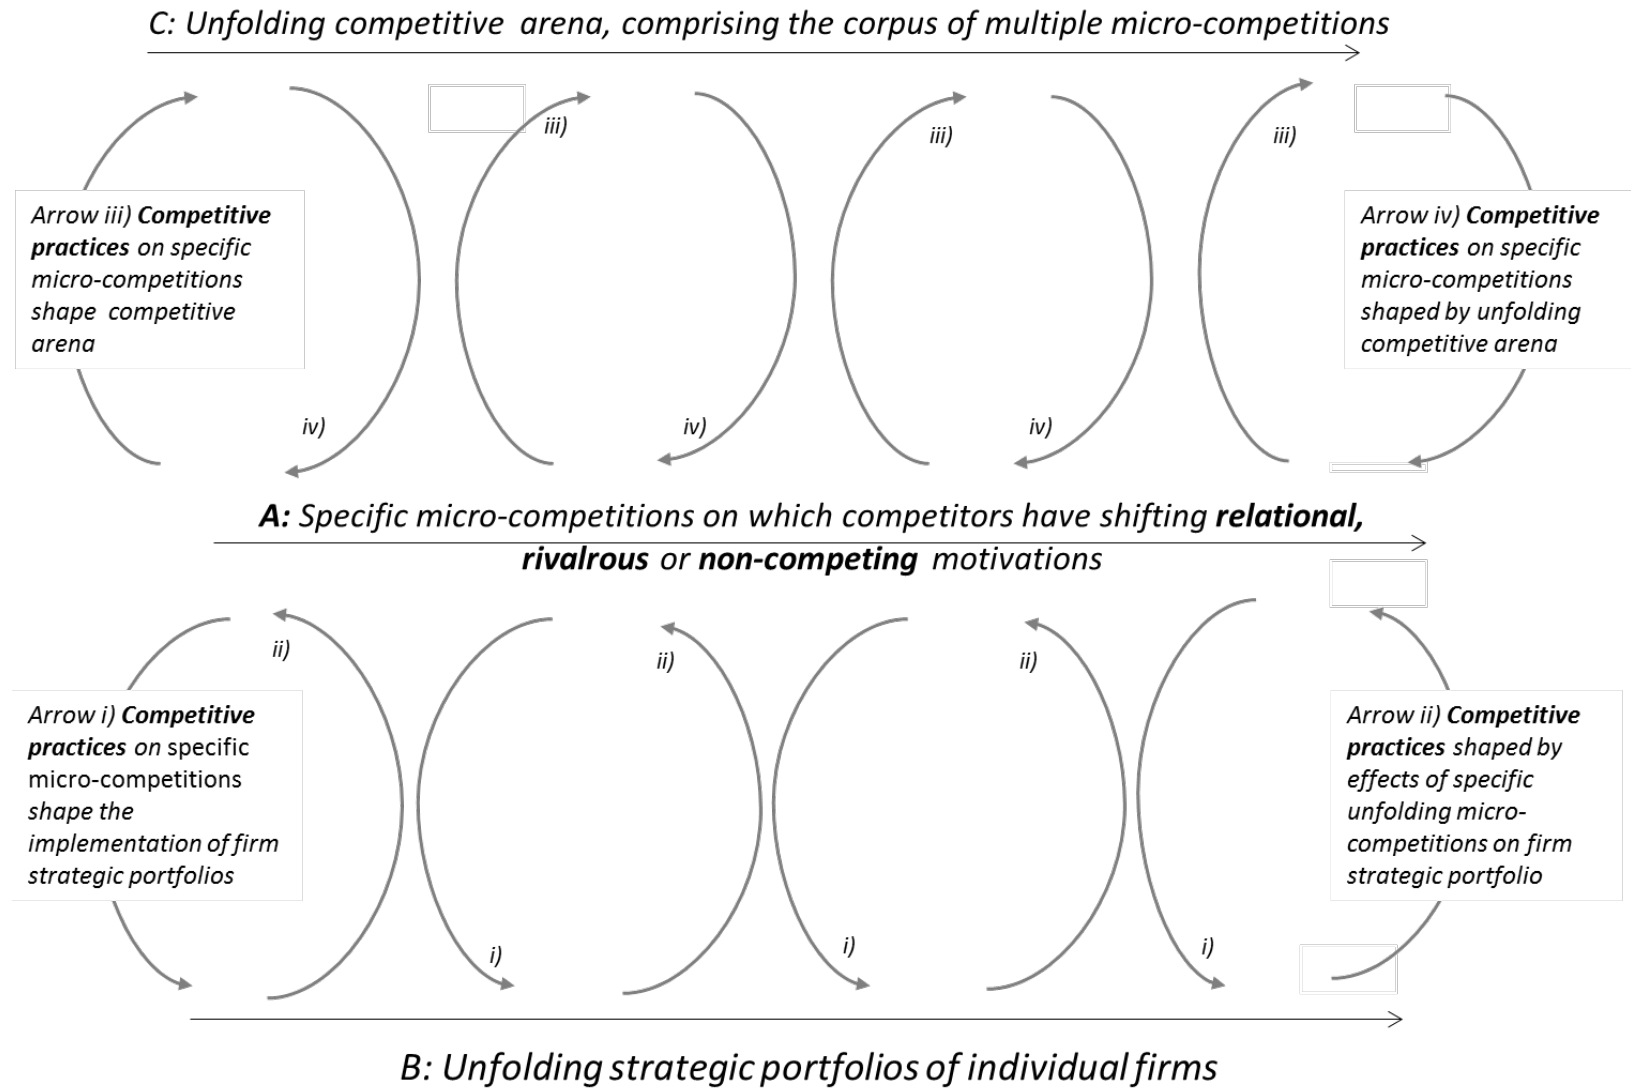 C: Unfolding competitive arena, comprising the corpus of multiple micro-competitions
iii)
iii)
iii)
Arrow iii) Competitive
practices on specific
micro-competitions
shape competitive
arena
Arrow iv) Competitive
practices on specific
micro-competitions
shaped by unfolding
competitive arena
iv)
iv)
iv)
A: Specific micro-competitions on which competitors have shifting relational,
rivalrous or non-competing motivations
ii)
ii)
ii)
Arrow i) Competitive
practices on specific
micro-competitions
shape the
implementation of firm
strategic portfolios
Arrow ii) Competitive
practices shaped by
effects of specific
unfolding micro-
competitions on firm
strategic portfolio
i)
i)
i)
B: Unfolding strategic portfolios of individual firms